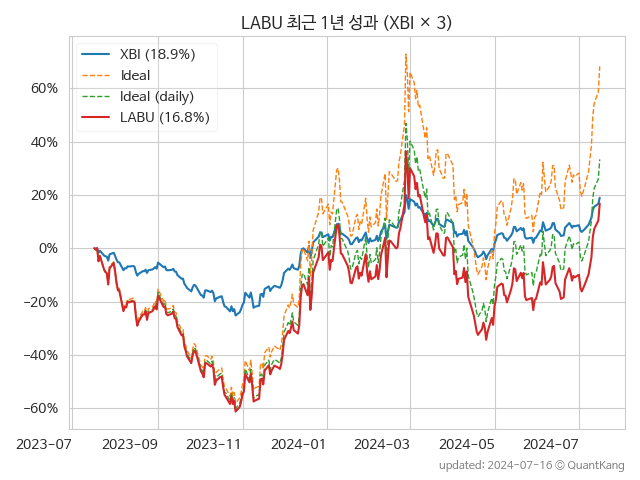 LABU 최근 1년 성과 (XBI × 3)
XBI (18.9%)
Ideal
Ideal (daily)
LABU (16.8%)
60%
40%
20%
0%
−20%
−40%
−60%
2023-07 2023-09 2023-11 2024-01 2024-03 2024-05 2024-07
updated: 2024-07-16 © QuantKang